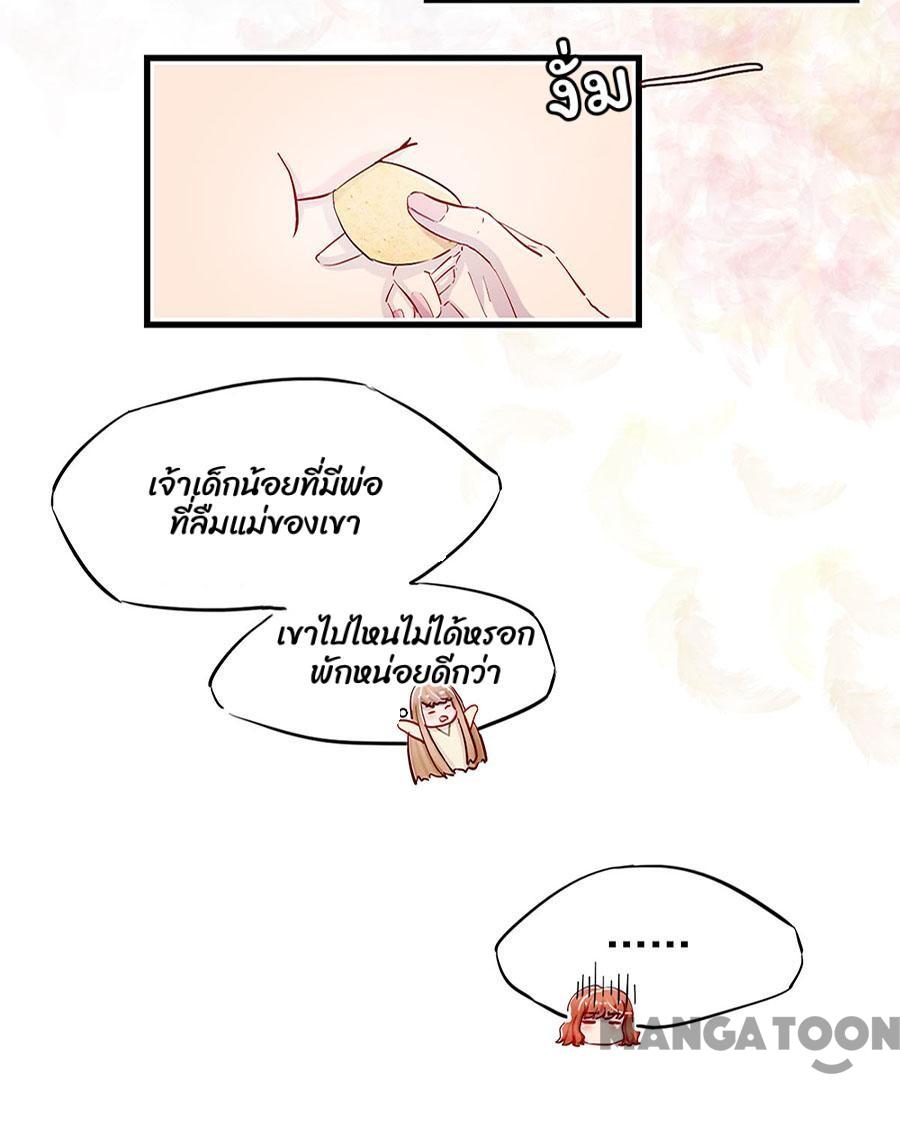 งั่ม
เจ้าเด็กน้อยที่มีพ่อ
ที่ลืมแม่ของเขา
เขาไปไหนไม่ได้หรอก
พักหน่อยดีกว่า
......
MANGATOON